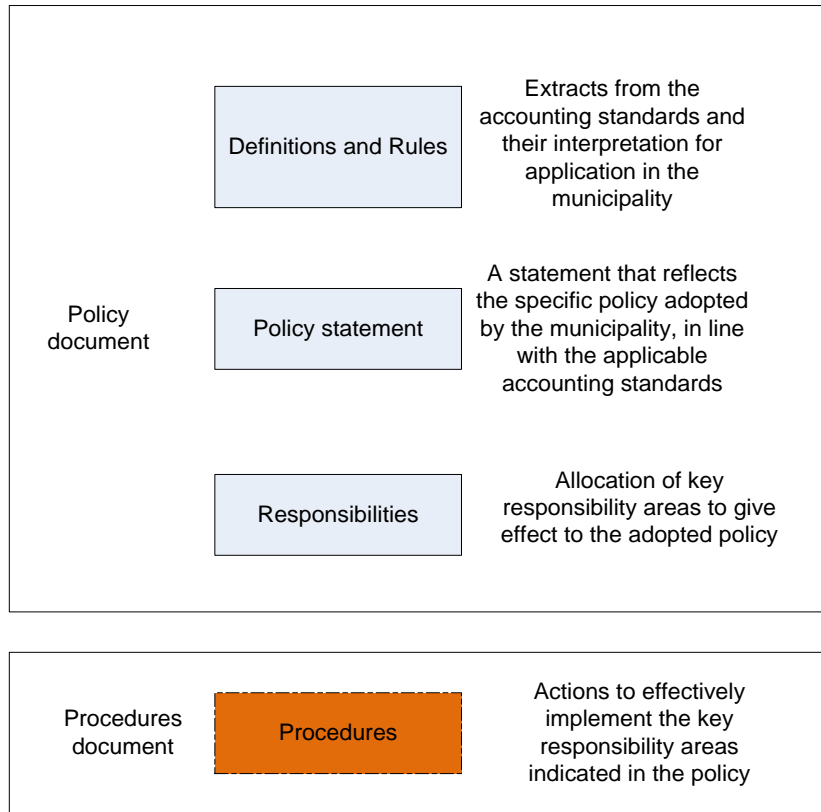 Policy
document
Definitions and Rules
Extracts from the
accounting standards and
their interpretation for
application in the
municipality
Policy statement
A statement that reflects
the specific policy adopted
by the municipality, in line
with the applicable
accounting standards
Responsibilities
Allocation of key
responsibility areas to give
effect to the adopted policy
Procedures
document
Procedures
Actions to effectively
implement the key
responsibility areas
indicated in the policy